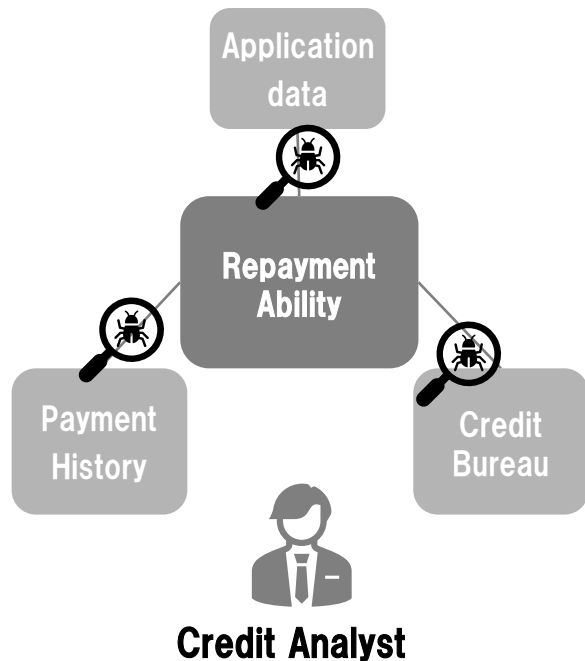 Application
data
Repayment
Ability
Payment
History
Credit
Bureau
Credit Analyst